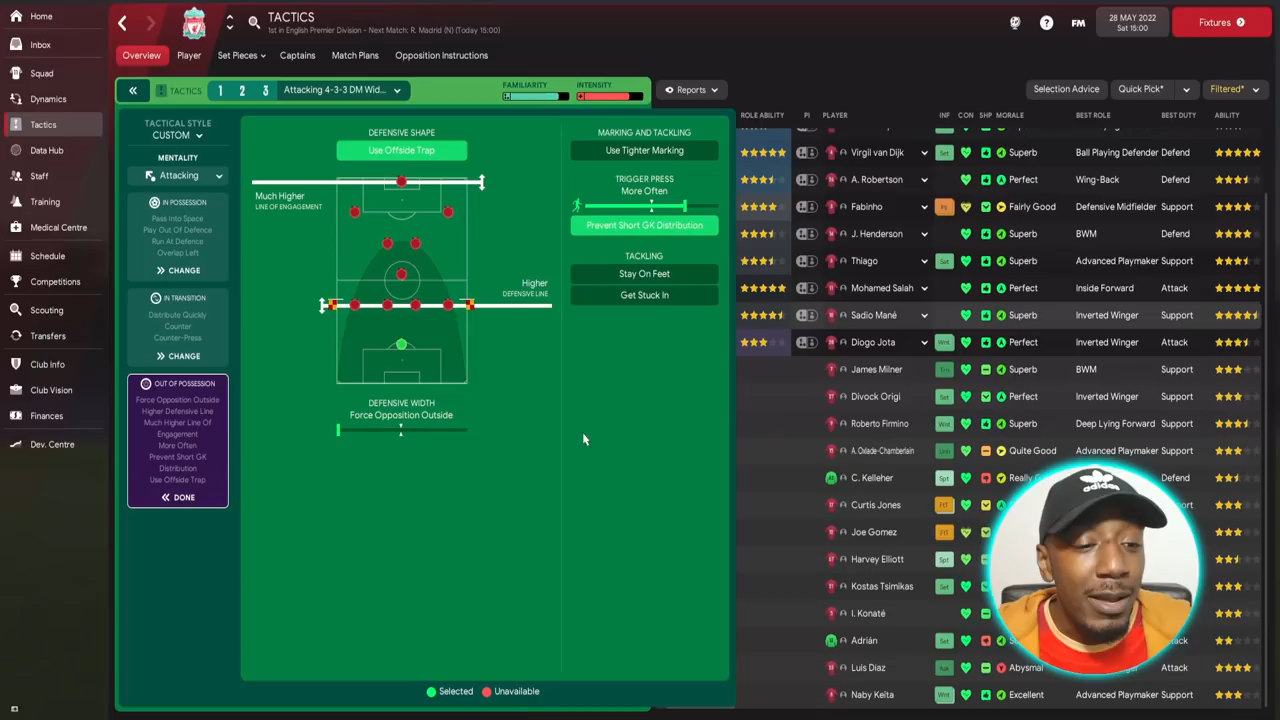 Home
Inbox
Squad
Dynamics
Tactics
Data Hub
Staff
Training
Medical Centre
Schedule
Competitions
Scouting
Transfers
Club Info
Club Vision
Finances
Dev. Centre
TACTICS
1st in English Premier Division - Next Match: R. Madrid (N) (Today 15:00)
FM
28 MAY 2022
Sat 15:00
Fixtures
Overview
Player
Set Pieces
Captains
Match Plans
Opposition Instructions
TACTICS
1 2 3
Attacking 4-3-3 DM Wid...
FAMILIARITY
INTENSITY
Reports
Selection Advice
Quick Pick*
Filtered*
TACTICAL STYLE
CUSTOM
MENTALITY
Attacking
IN POSSESSION
Pass Into Space
Play Out Of Defence
Run At Defence
Overlap Left
CHANGE
IN TRANSITION
Distribute Quickly
Counter
Counter-Press
CHANGE
OUT OF POSSESSION
Force Opposition Outside
Higher Defensive Line
Much Higher Line Of
Engagement
More Often
Prevent Short GK
Distribution
Use Offside Trap
DONE
DEFENSIVE SHAPE
Use Offside Trap
Much Higher
LINE OF ENGAGEMENT
Higher
DEFENSIVE LINE
DEFENSIVE WIDTH
Force Opposition Outside
MARKING AND TACKLING
Use Tighter Marking
TRIGGER PRESS
More Often
Prevent Short GK Distribution
TACKLING
Stay On Feet
Get Stuck In
Selected
Unavailable
ROLE ABILITY PI PLAYER INF CON SHP MORALE BEST ROLE BEST DUTY ABILITY
Virgil van Dijk Set Superb Ball Playing Defender Defend
A. Robertson Perfect Wing-Back Defend
Fabinho PR Fairly Good Defensive Midfielder Defend
J. Henderson Superb BWM Defend
Thiago Set Superb Advanced Playmaker Support
Mohamed Salah Perfect Inside Forward Attack
Sadio Mané Superb Inverted Winger Support
Diogo Jota Wnt Perfect Inverted Winger Support
James Milner Superb BWM Support
Divock Origi Set Perfect Inverted Winger Support
Roberto Firmino Set Superb Deep Lying Forward Support
A. Oxlade-Chamberlain Unh Quite Good Advanced Playmaker Support
C. Kelleher Spt Defend
Curtis Jones
Joe Gomez
Harvey Elliott Spt
Kostas Tsimikas Set
I. Konaté
Adrián Set
Luis Díaz Abysmal Attack
Naby Keïta Wnt Excellent Advanced Playmaker Support
adidas